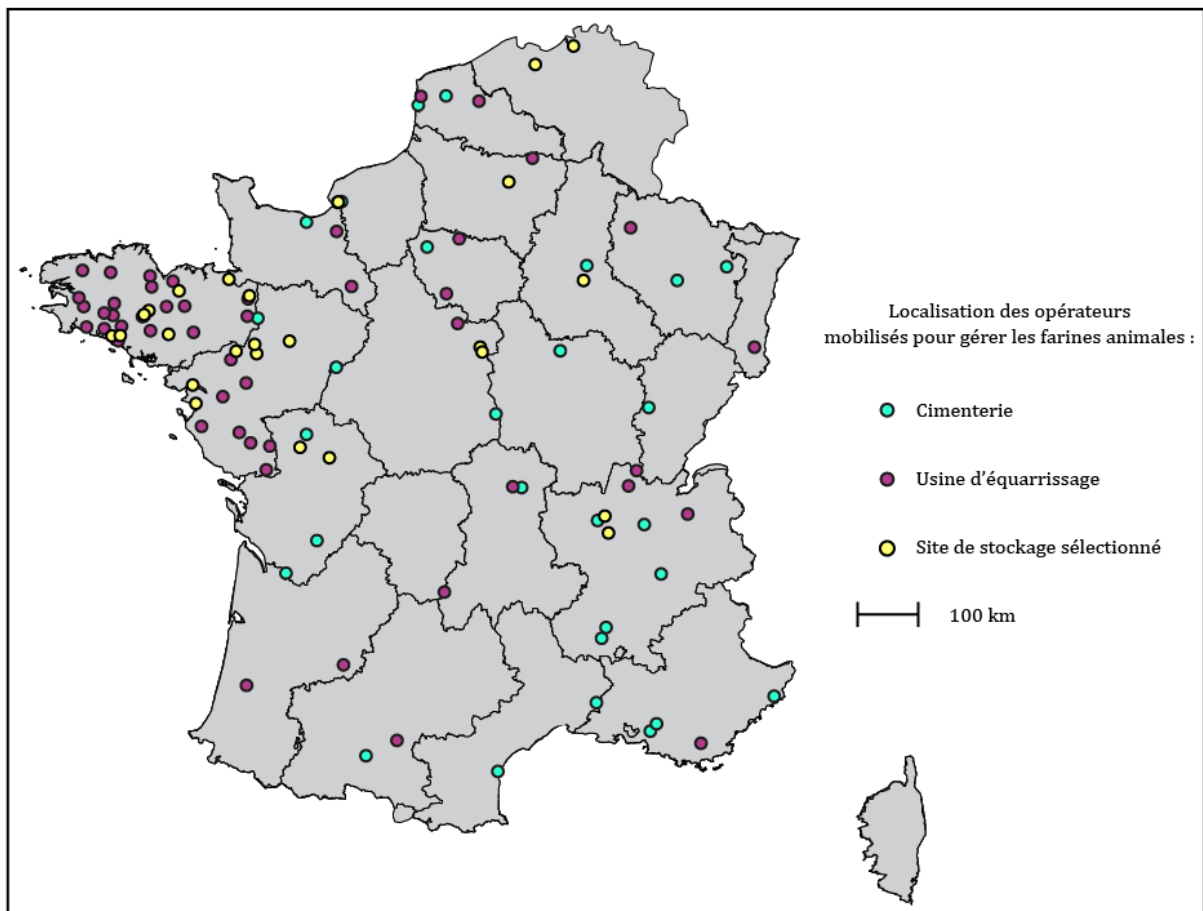 Localisation des opérateurs
mobilisés pour gérer les farines animales :
Cimenterie
Usine d'équarrissage
Site de stockage sélectionné
100 km